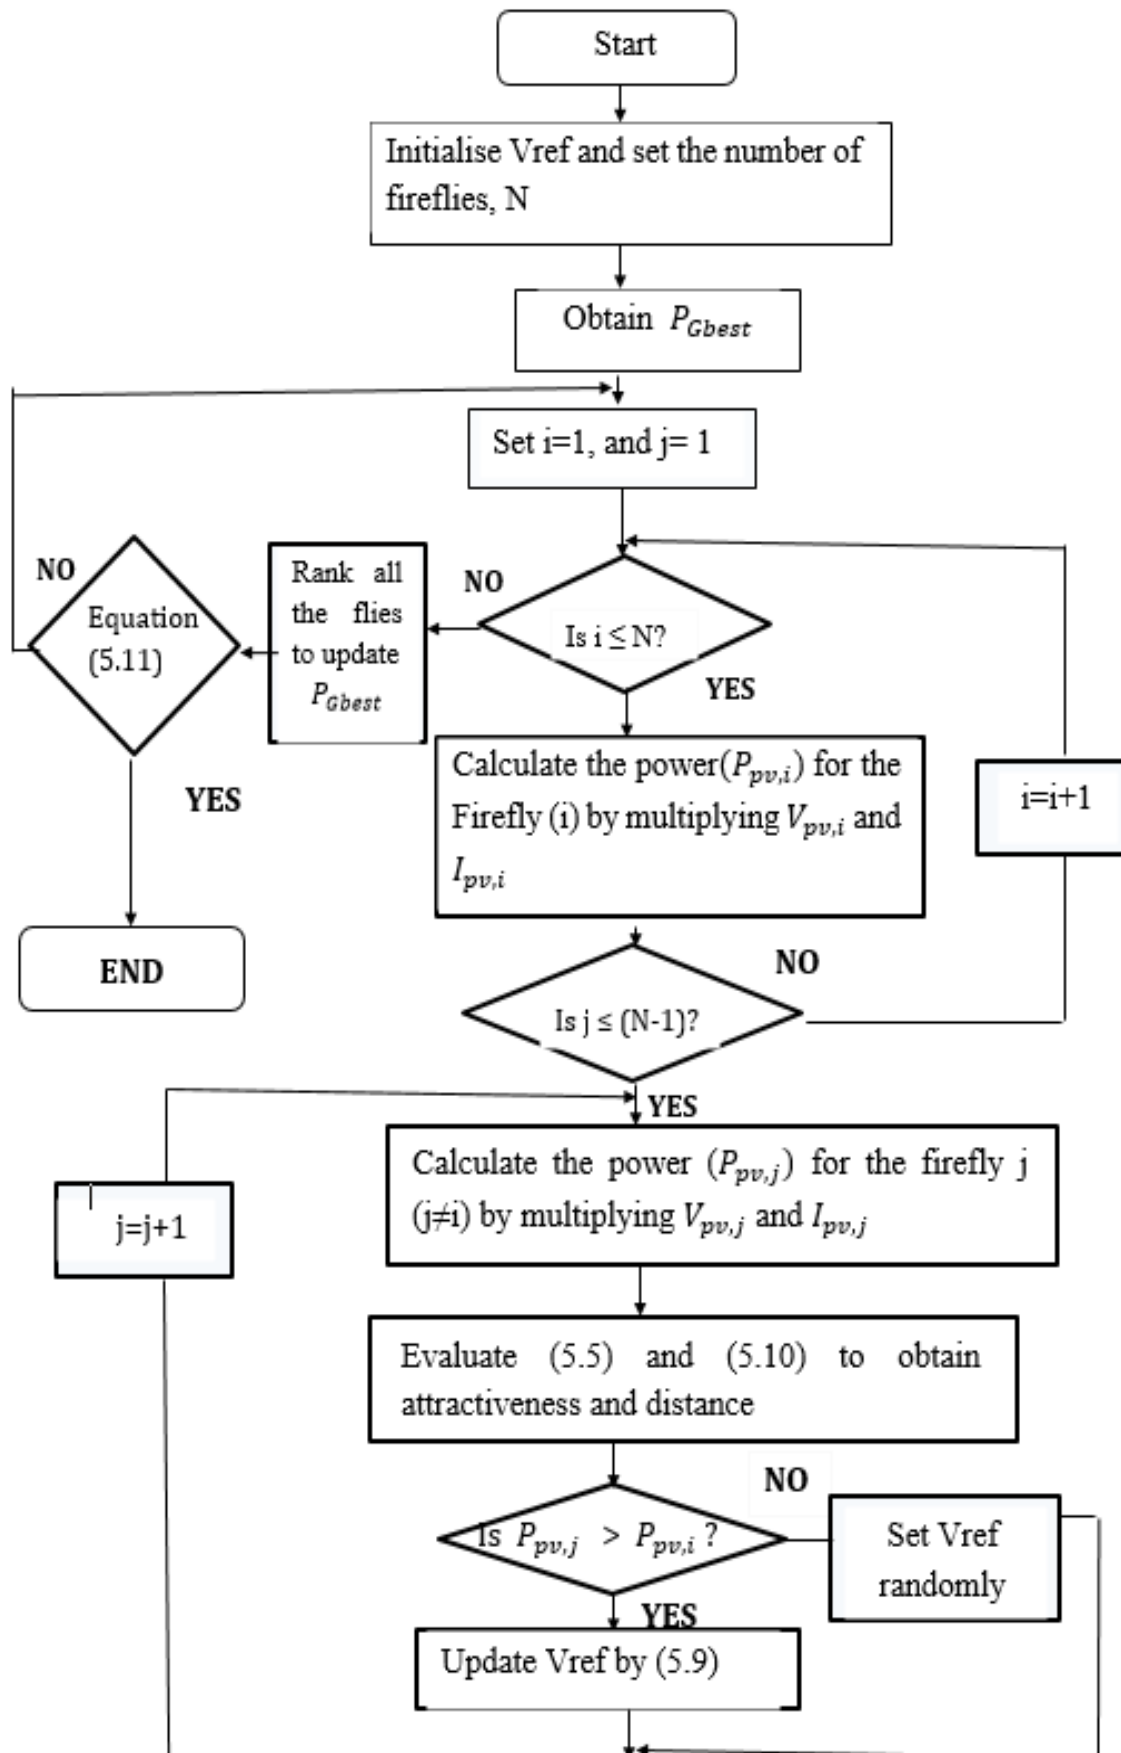 Start
Initialise Vref and set the number of
fireflies, N
Obtain P_Gbest
Set i=1, and j= 1
NO
Equation
(5.11)
YES
END
Rank all
the flies
to update
P_Gbest
NO
Is i ≤ N?
YES
Calculate the power(P_pv,i) for the
Firefly (i) by multiplying V_pv,i and
I_pv,i
i=i+1
NO
Is j ≤ (N-1)?
YES
j=j+1
Calculate the power (P_pv,j) for the firefly j
(j≠i) by multiplying V_pv,j and I_pv,j
Evaluate (5.5) and (5.10) to obtain
attractiveness and distance
NO
Is P_pv,j > P_pv,i ?
Set Vref
randomly
YES
Update Vref by (5.9)